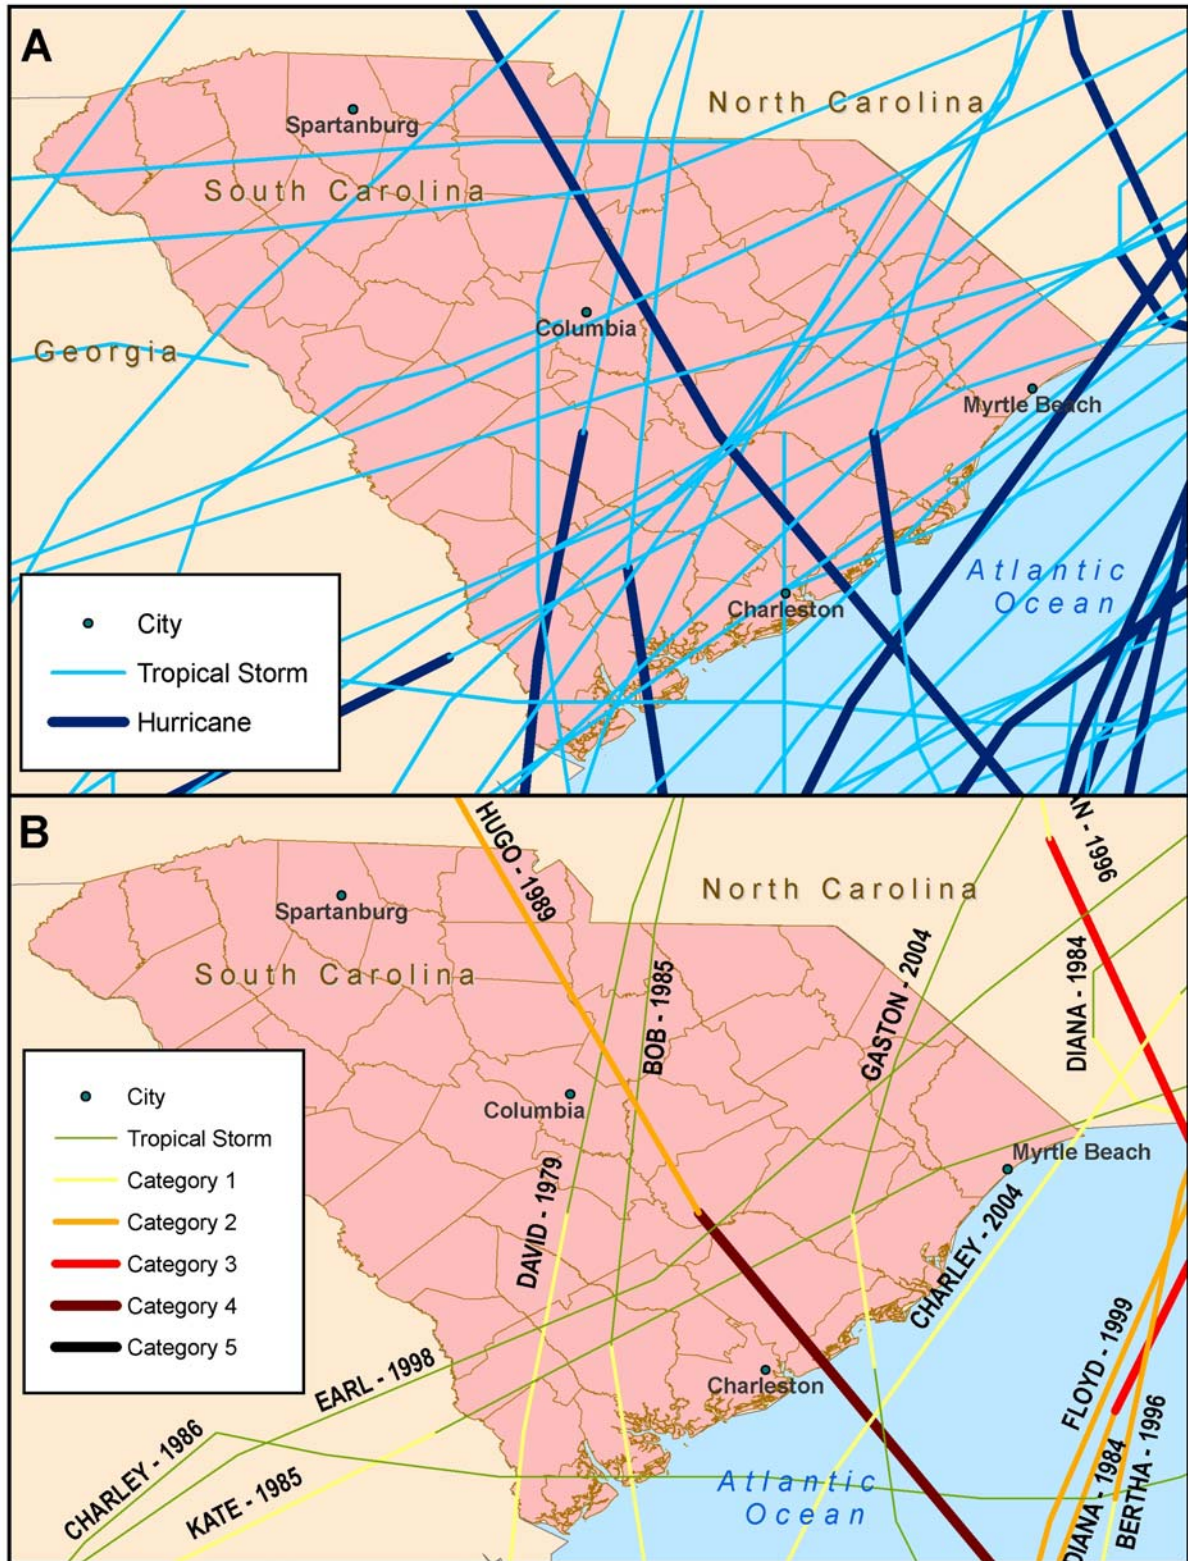 A
North Carolina
Spartanburg
South Carolina
Columbia
Georgia
Myrtle Beach
Atlantic
Ocean
Charleston
City
Tropical Storm
Hurricane
B
HUGO - 1989
AN - 1996
North Carolina
Spartanburg
South Carolina
DIANA - 1984
GASTON - 2004
BOB - 1985
City
Tropical Storm
Category 1
Category 2
Category 3
Category 4
Category 5
Columbia
Myrtle Beach
DAVID - 1979
CHARLEY - 2004
EARL - 1998
Charleston
FLOYD - 1999
CHARLEY - 1986
KATE - 1985
Atlantic
Ocean
DIANA - 1984
BERTHA - 1996